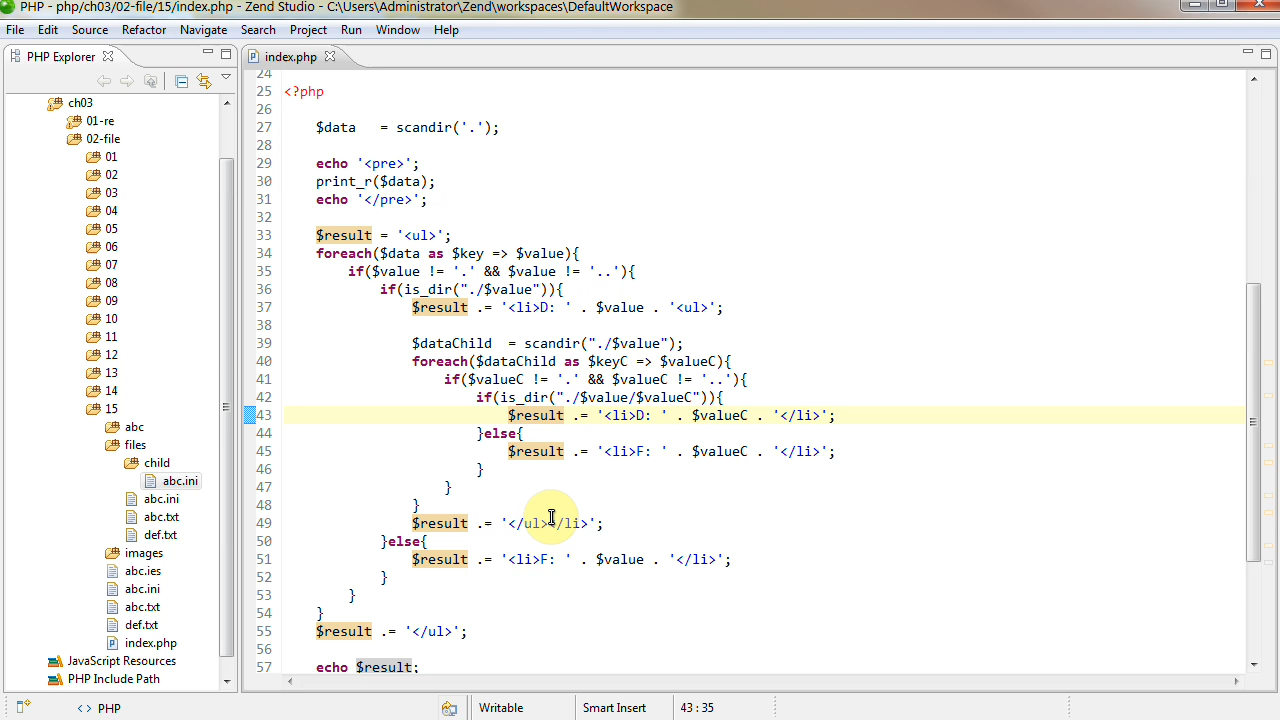 PHP - php/ch03/02-file/15/index.php - Zend Studio - C:\Users\Administrator\Zend\workspaces\DefaultWorkspace
File Edit Source Refactor Navigate Search Project Run Window Help
PHP Explorer
index.php
ch03
01-re
02-file
01
02
03
04
05
06
07
08
09
10
11
12
13
14
15
abc
files
child
abc.ini
abc.ini
abc.txt
def.txt
images
abc.ies
abc.ini
abc.txt
def.txt
index.php
JavaScript Resources
PHP Include Path
24
25 <?php
26
27 $data   = scandir('.');
28
29 echo '<pre>';
30 print_r($data);
31 echo '</pre>';
32
33 $result = '<ul>';
34 foreach($data as $key => $value){
35 if($value != '.' && $value != '..'){
36 if(is_dir("./$value")){
37 $result .= '<li>D: ' . $value . '<ul>';
38
39 $dataChild  = scandir("./$value");
40 foreach($dataChild as $keyC => $valueC){
41 if($valueC != '.' && $valueC != '..'){
42 if(is_dir("./$value/$valueC")){
43 $result .= '<li>D: ' . $valueC . '</li>';
44 }else{
45 $result .= '<li>F: ' . $valueC . '</li>';
46 }
47 }
48 }
49 $result .= '</ul></li>';
50 }else{
51 $result .= '<li>F: ' . $value . '</li>';
52 }
53 }
54 }
55 $result .= '</ul>';
56
57 echo $result;
PHP
Writable
Smart Insert
43 : 35